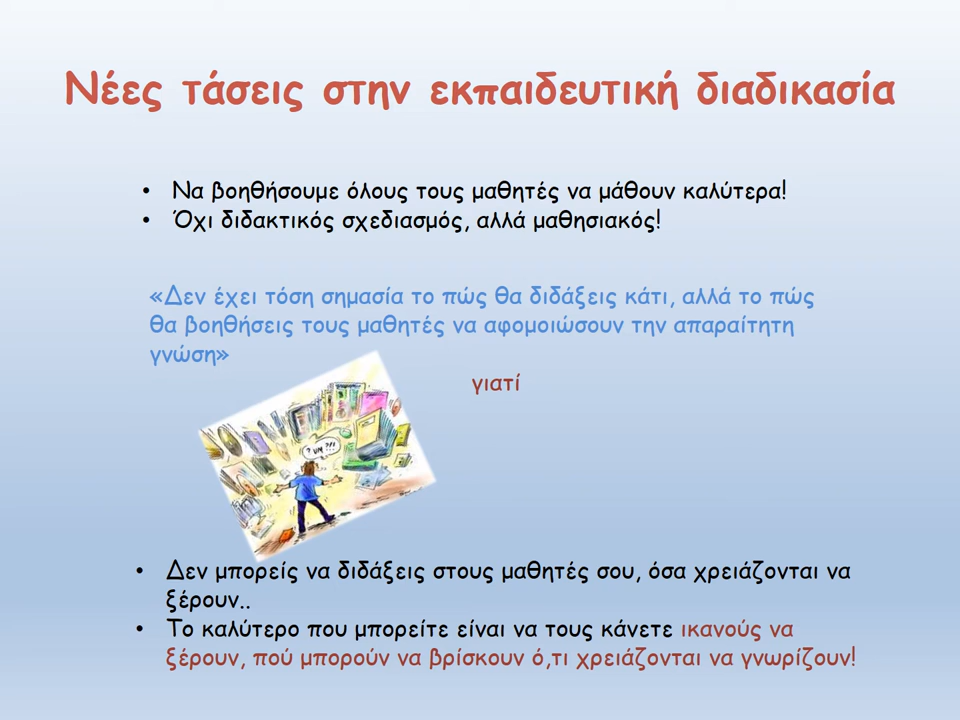 Νέες τάσεις στην εκπαιδευτική διαδικασία
• Να βοηθήσουμε όλους τους μαθητές να μάθουν καλύτερα!
• Όχι διδακτικός σχεδιασμός, αλλά μαθησιακός!
«Δεν έχει τόση σημασία το πώς θα διδάξεις κάτι, αλλά το πώς
θα βοηθήσεις τους μαθητές να αφομοιώσουν την απαραίτητη
γνώση»
γιατί
• Δεν μπορείς να διδάξεις στους μαθητές σου, όσα χρειάζονται να
ξέρουν..
• Το καλύτερο που μπορείτε είναι να τους κάνετε ικανούς να
ξέρουν, πού μπορούν να βρίσκουν ό,τι χρειάζονται να γνωρίζουν!